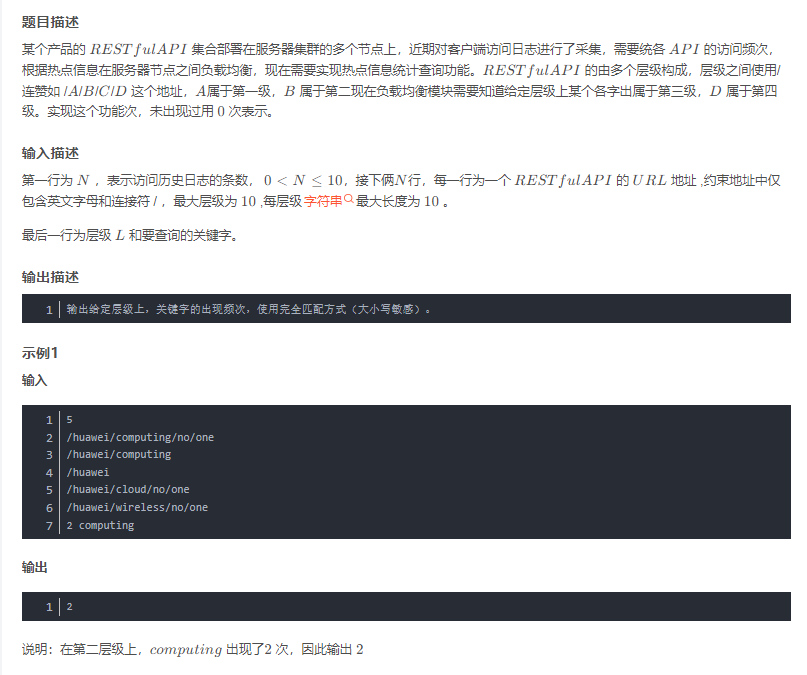 题目描述
某个产品的 RESTfulAPI 集合部署在服务器集群的多个节点上，近期对客户端访问日志进行了采集，需要统各 API 的访问频次，
根据热点信息在服务器节点之间负载均衡，现在需要实现热点信息统计查询功能。RESTfulAPI 的由多个层级构成，层级之间使用/
连赞如 /A/B/C/D 这个地址，A属于第一级，B 属于第二现在负载均衡模块需要知道给定层级上某个各字出属于第三级，D 属于第四
级。实现这个功能次，未出现过用 0 次表示。
输入描述
第一行为 N ，表示访问历史日志的条数，0 < N ≤ 10，接下俩N行，每一行为一个 RESTfulAPI 的 URL 地址 ,约束地址中仅
包含英文字母和连接符 / ，最大层级为 10 ,每层级字符串最大长度为 10 。
最后一行为层级 L 和要查询的关键字。
输出描述
1 输出给定层级上，关键字的出现频次，使用完全匹配方式（大小写敏感）。
示例1
输入
1 5
2 /huawei/computing/no/one
3 /huawei/computing
4 /huawei
5 /huawei/cloud/no/one
6 /huawei/wireless/no/one
7 2 computing
输出
1 2
说明：在第二层级上，computing 出现了2 次，因此输出 2